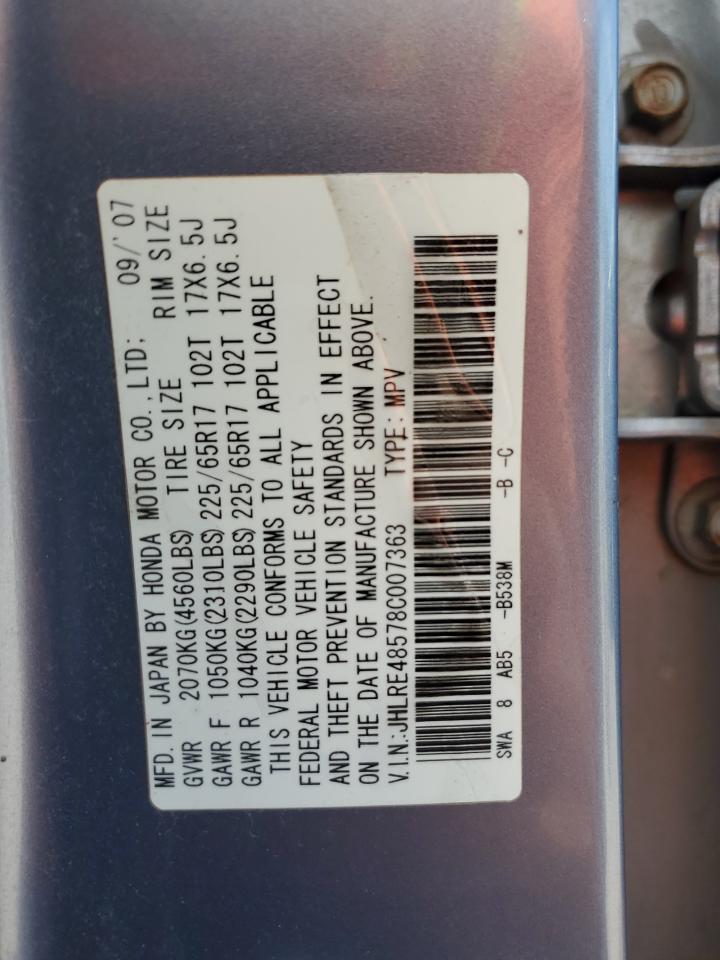 MFD. IN JAPAN BY HONDA MOTOR CO.,LTD; 09/'07
GVWR 2070KG(4560LBS) TIRE SIZE RIM SIZE
GAWR F 1050KG(2310LBS) 225/65R17 102T 17X6.5J
GAWR R 1040KG(2290LBS) 225/65R17 102T 17X6.5J
THIS VEHICLE CONFORMS TO ALL APPLICABLE
FEDERAL MOTOR VEHICLE SAFETY
AND THEFT PREVENTION STANDARDS IN EFFECT
ON THE DATE OF MANUFACTURE SHOWN ABOVE.
V.I.N.:JHLRE48578C007363 TYPE:MPV
SWA 8 AB5 -B538M -B -C